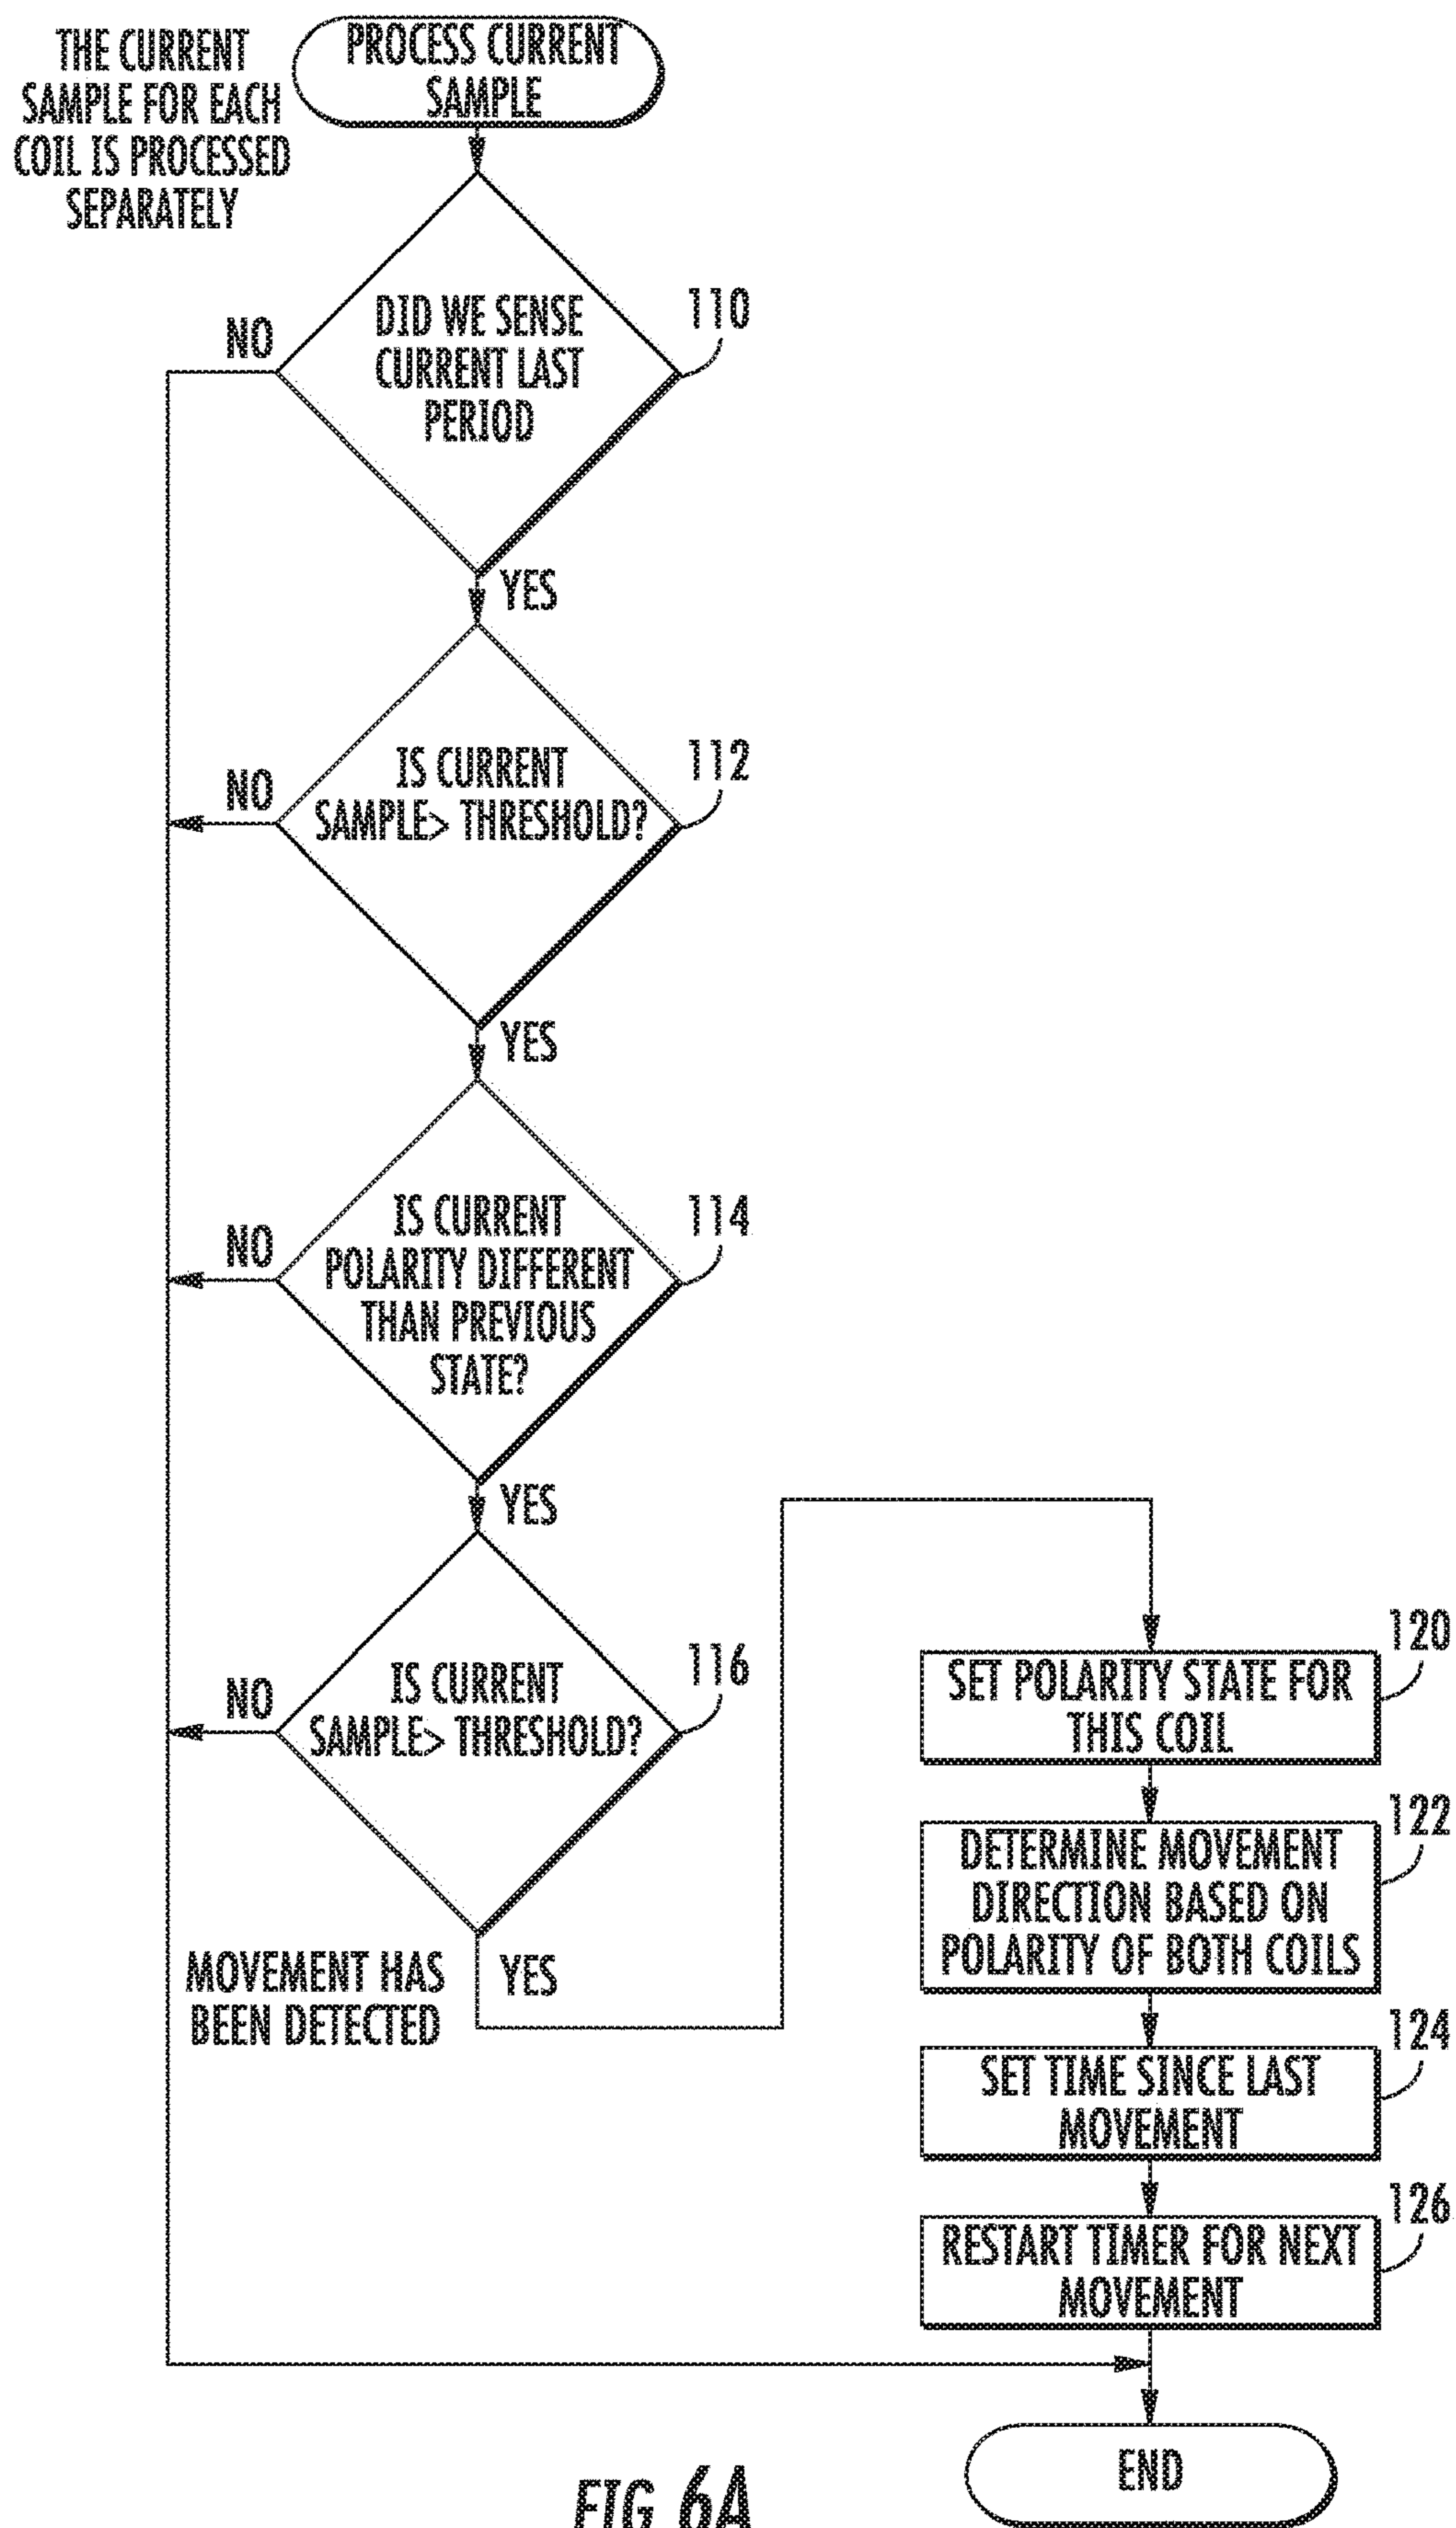 THE CURRENT
SAMPLE FOR EACH
COIL IS PROCESSED
SEPARATELY
PROCESS CURRENT
SAMPLE
DID WE SENSE
CURRENT LAST
PERIOD
110
NO
YES
IS CURRENT
SAMPLE> THRESHOLD?
112
NO
YES
IS CURRENT
POLARITY DIFFERENT
THAN PREVIOUS
STATE?
114
NO
YES
IS CURRENT
SAMPLE> THRESHOLD?
116
NO
YES
MOVEMENT HAS
BEEN DETECTED
SET POLARITY STATE FOR
THIS COIL
120
DETERMINE MOVEMENT
DIRECTION BASED ON
POLARITY OF BOTH COILS
122
SET TIME SINCE LAST
MOVEMENT
124
RESTART TIMER FOR NEXT
MOVEMENT
126
END
FIG 6A